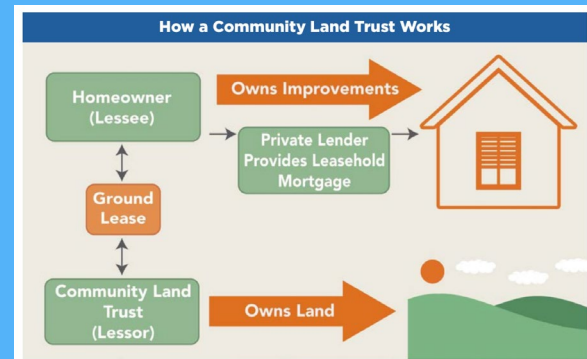 How a Community Land Trust Works
Homeowner
(Lessee)
Owns Improvements
Private Lender
Provides Leasehold
Mortgage
Ground
Lease
Community Land
Trust
(Lessor)
Owns Land